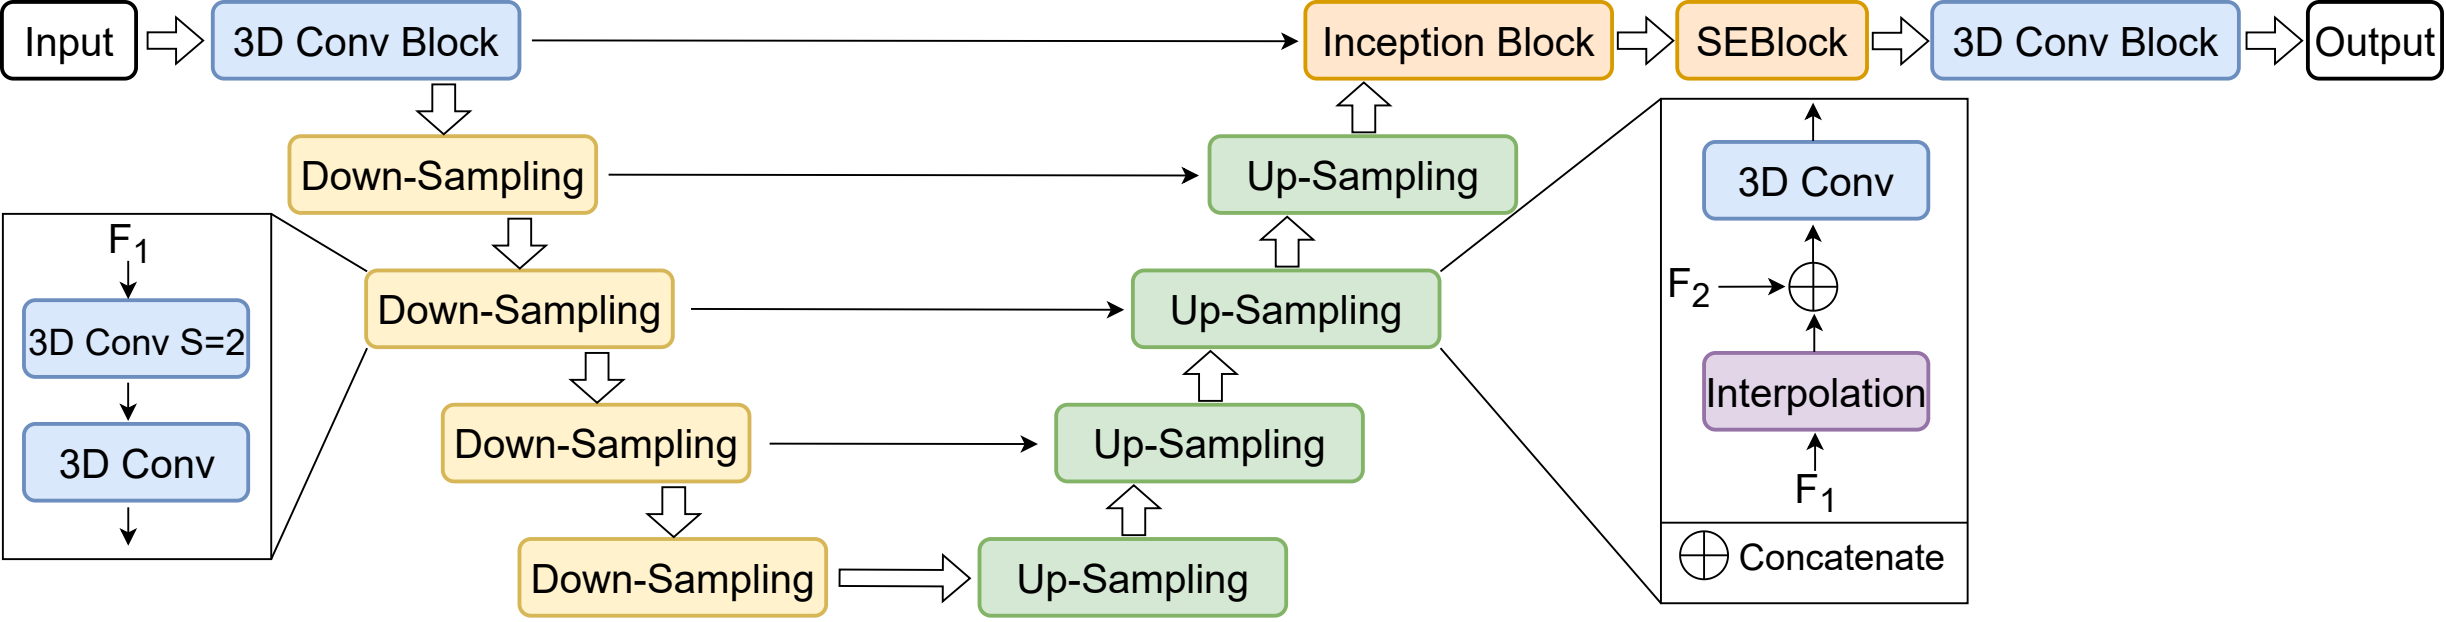 Input
3D Conv Block
Inception Block
SEBlock
3D Conv Block
Output
Down-Sampling
Up-Sampling
Down-Sampling
Up-Sampling
Down-Sampling
Up-Sampling
Down-Sampling
Up-Sampling
F1
3D Conv S=2
3D Conv
3D Conv
F2
Interpolation
F1
Concatenate